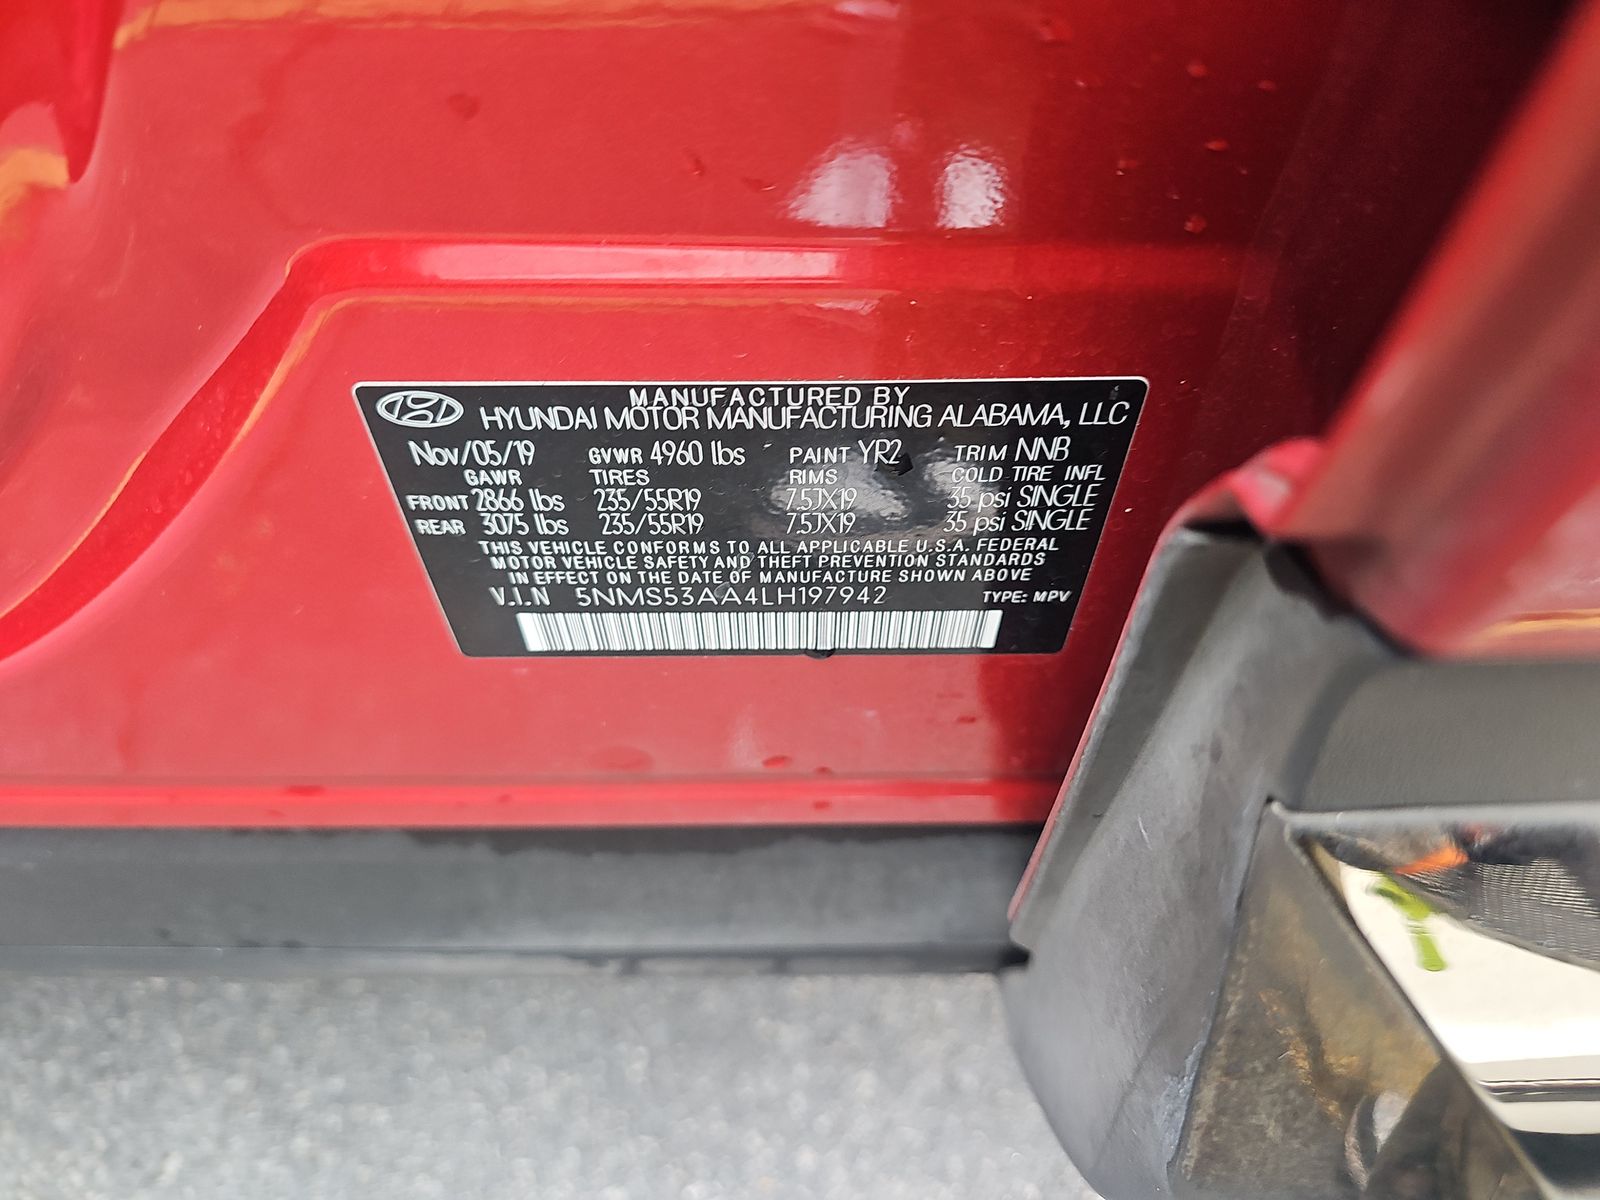 MANUFACTURED BY
HYUNDAI MOTOR MANUFACTURING ALABAMA, LLC
Nov/05/19 GVWR 4960 lbs PAINT YR2 TRIM NNB
GAWR TIRES RIMS COLD TIRE INFL
FRONT 2866 lbs 235/55R19 7.5JX19 35 psi SINGLE
REAR 3075 lbs 235/55R19 7.5JX19 35 psi SINGLE
THIS VEHICLE CONFORMS TO ALL APPLICABLE U.S.A. FEDERAL
MOTOR VEHICLE SAFETY AND THEFT PREVENTION STANDARDS
IN EFFECT ON THE DATE OF MANUFACTURE SHOWN ABOVE
V.I.N 5NMS53AA4LH197942 TYPE: MPV